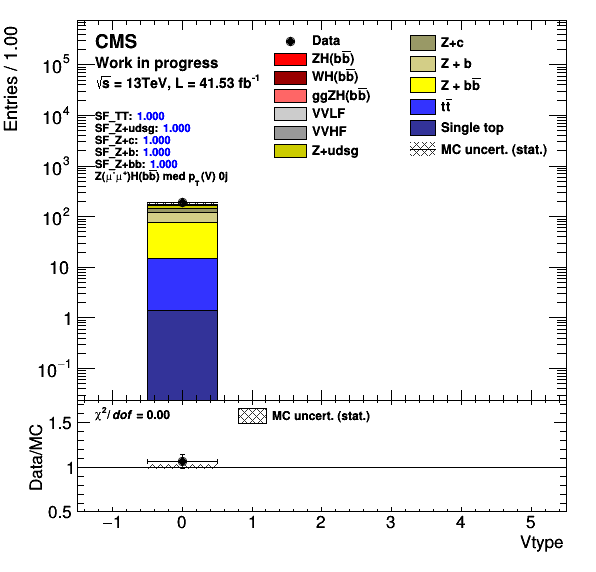 CMS
Work in progress
√s = 13TeV, L = 41.53 fb⁻¹
SF_TT: 1.000
SF_Z+udsg: 1.000
SF_Z+c: 1.000
SF_Z+b: 1.000
SF_Z+bb: 1.000
Z(μ⁻μ⁺)H(bb̅) med p_T(V) 0j
Data
ZH(bb̅)
WH(bb̅)
ggZH(bb̅)
VVLF
VVHF
Z+udsg
Z+c
Z + b
Z + bb̅
tt̅
Single top
MC uncert. (stat.)
Entries / 1.00
10⁵
10⁴
10³
10²
10
1
10⁻¹
χ²/dof = 0.00
MC uncert. (stat.)
Data/MC
1.5
1
0.5
−1 0 1 2 3 4 5
Vtype